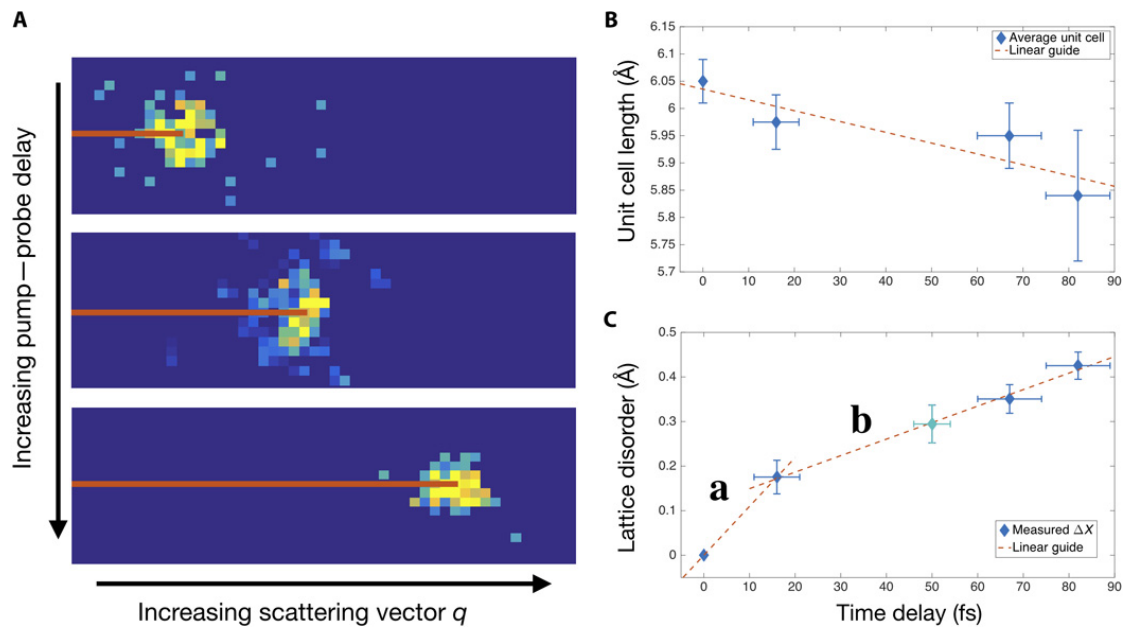 A
Increasing pump—probe delay
Increasing scattering vector q
B
Unit cell length (Å)
6.15
6.1
6.05
6
5.95
5.9
5.85
5.8
5.75
5.7
Average unit cell
Linear guide
0 10 20 30 40 50 60 70 80 90
C
Lattice disorder (Å)
0.5
0.4
0.3
0.2
0.1
0
a
b
Measured ΔX
Linear guide
0 10 20 30 40 50 60 70 80 90
Time delay (fs)